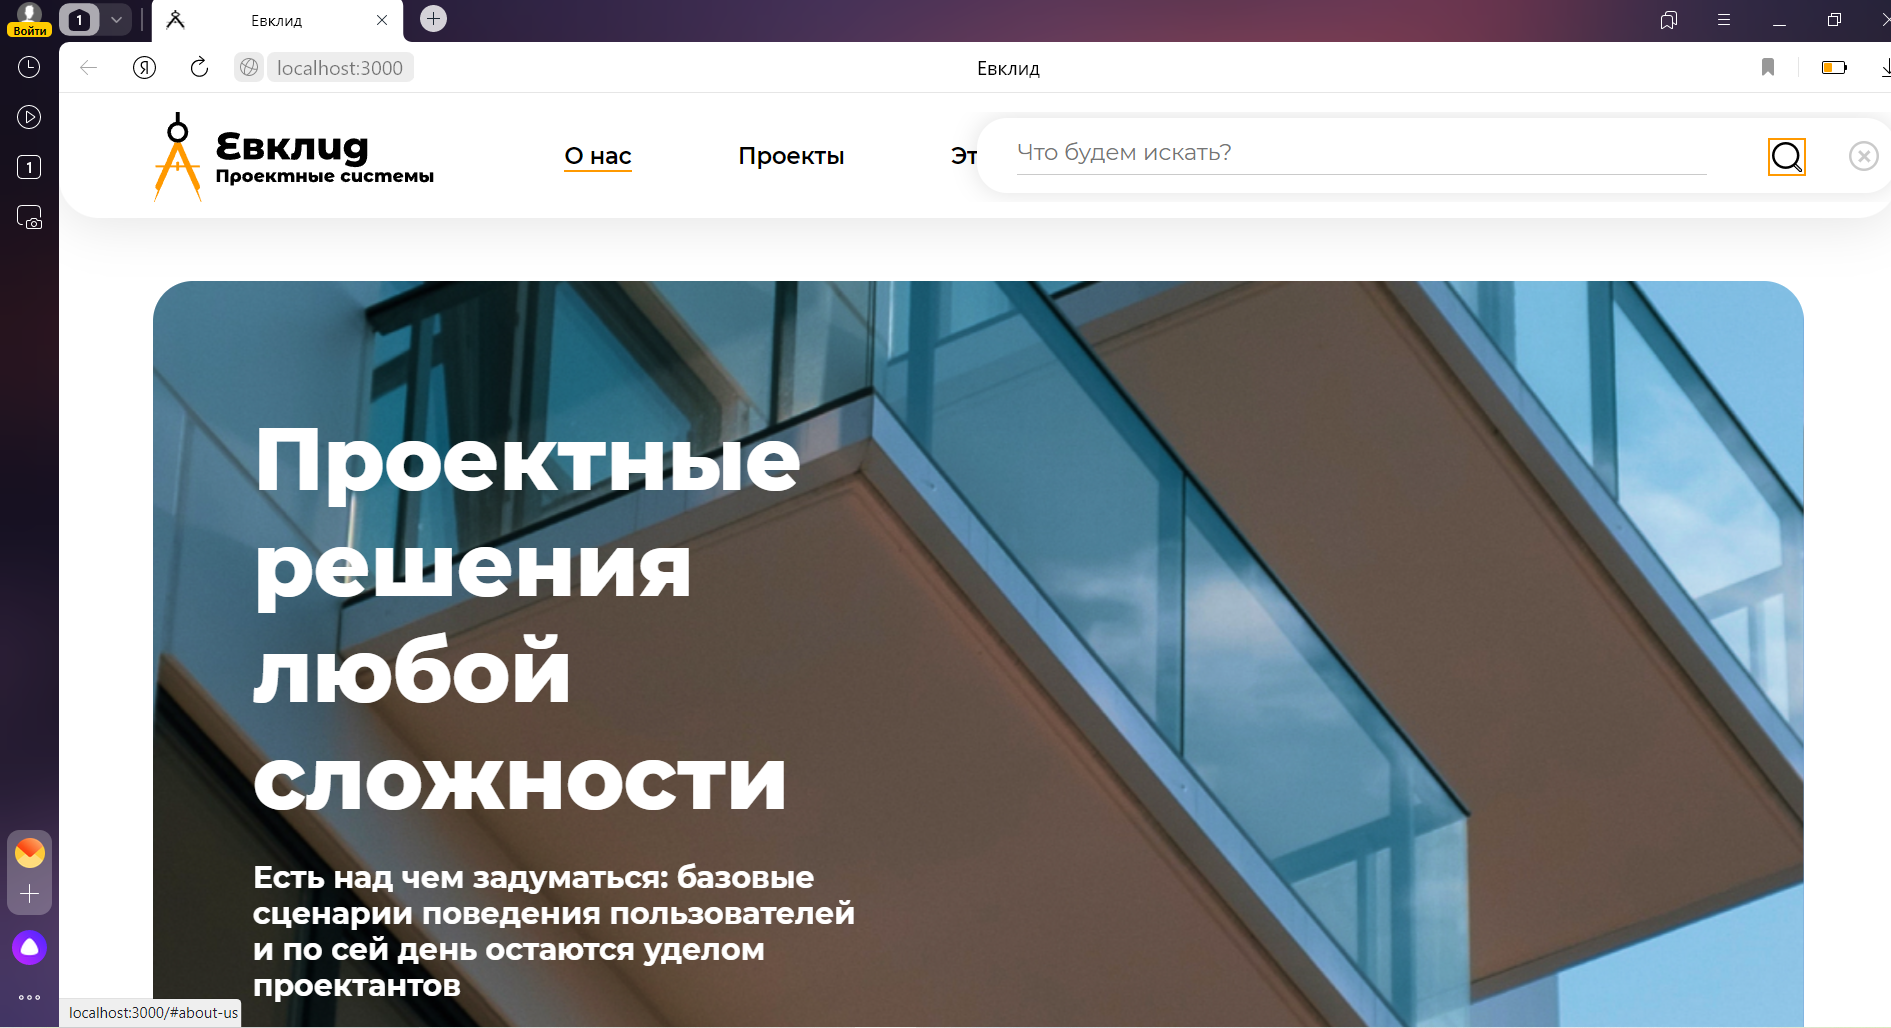 Войти
1
Евклид
Я
localhost:3000
Евклид
1
Евклид
Проектные системы
О нас
Проекты
Эт
Что будем искать?
Проектные
решения
любой
сложности
Есть над чем задуматься: базовые
сценарии поведения пользователей
и по сей день остаются уделом
проектантов
localhost:3000/#about-us